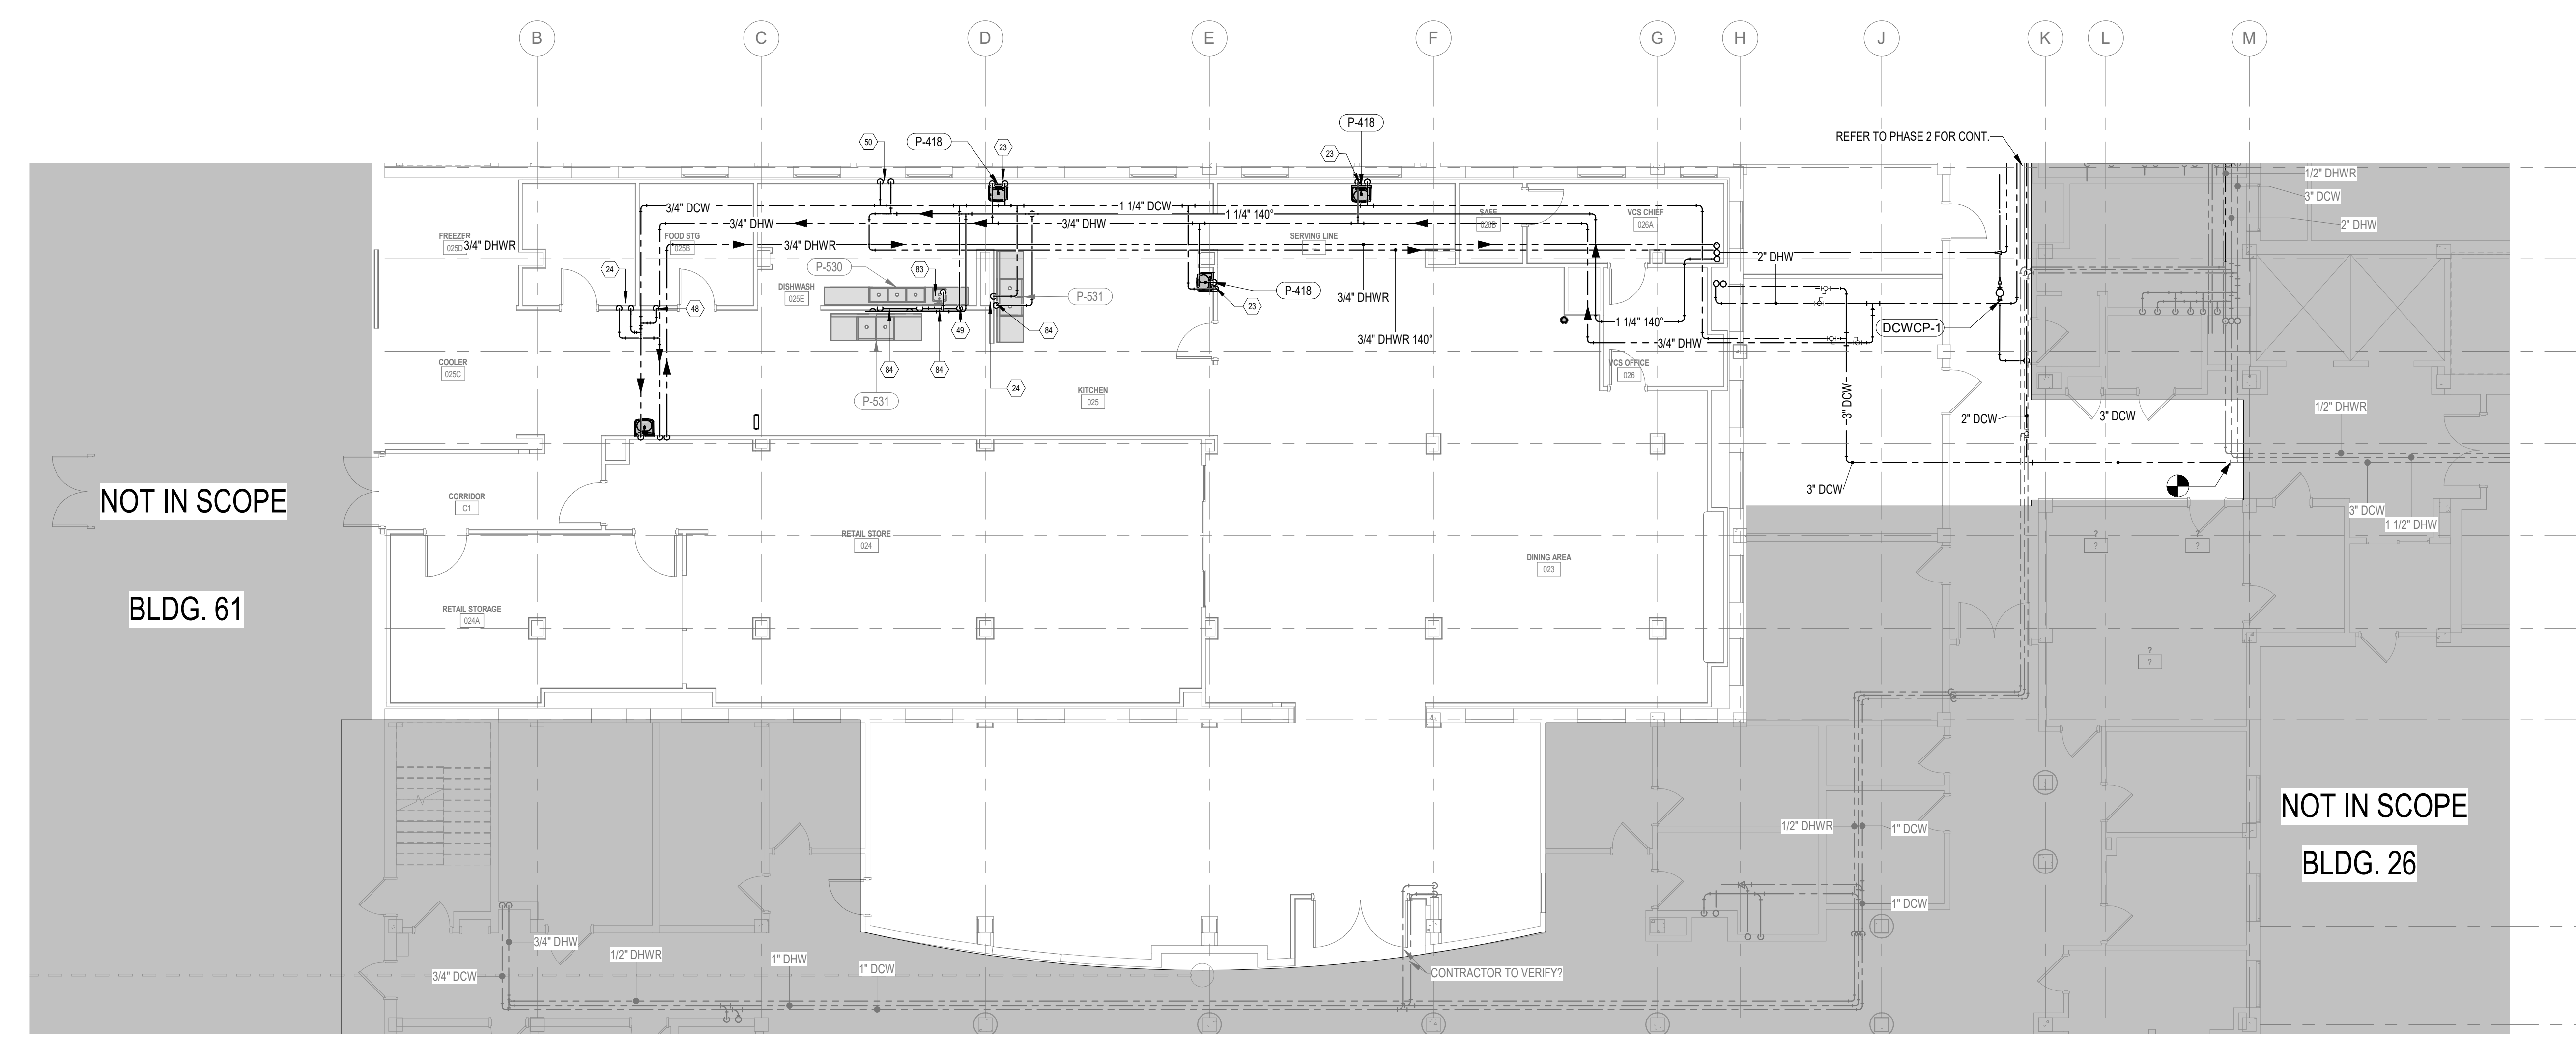 B
C
D
E
F
G
H
J
K
L
M
P-418
REFER TO PHASE 2 FOR CONT.
50
P-418
23
23
1/2" DHWR
3" DCW
2" DHW
3/4" DCW
1 1/4" DCW
1 1/4" 140°
SAFE
026B
VCS CHIEF
026A
3/4" DHW
3/4" DHW
FREEZER
025D
3/4" DHWR
FOOD STG
025B
3/4" DHWR
SERVING LINE
2" DHW
24
P-530
83
DISHWASH
025E
P-531
P-418
3/4" DHWR
48
49
84
23
1 1/4" 140°
DCWCP-1
3/4" DHWR 140°
3/4" DHW
COOLER
025C
84
84
24
VCS OFFICE
026
KITCHEN
025
P-531
3" DCW
2" DCW
3" DCW
1/2" DHWR
NOT IN SCOPE
CORRIDOR
C1
3" DCW
3" DCW
1 1/2" DHW
RETAIL STORE
024
?
?
?
?
DINING AREA
023
BLDG. 61
RETAIL STORAGE
024A
?
?
NOT IN SCOPE
1/2" DHWR
1" DCW
BLDG. 26
1" DCW
3/4" DHW
1/2" DHWR
1" DHW
1" DCW
3/4" DCW
CONTRACTOR TO VERIFY?